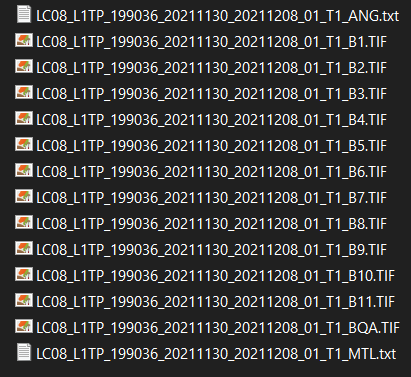 LC08_L1TP_199036_20211130_20211208_01_T1_ANG.txt
LC08_L1TP_199036_20211130_20211208_01_T1_B1.TIF
LC08_L1TP_199036_20211130_20211208_01_T1_B2.TIF
LC08_L1TP_199036_20211130_20211208_01_T1_B3.TIF
LC08_L1TP_199036_20211130_20211208_01_T1_B4.TIF
LC08_L1TP_199036_20211130_20211208_01_T1_B5.TIF
LC08_L1TP_199036_20211130_20211208_01_T1_B6.TIF
LC08_L1TP_199036_20211130_20211208_01_T1_B7.TIF
LC08_L1TP_199036_20211130_20211208_01_T1_B8.TIF
LC08_L1TP_199036_20211130_20211208_01_T1_B9.TIF
LC08_L1TP_199036_20211130_20211208_01_T1_B10.TIF
LC08_L1TP_199036_20211130_20211208_01_T1_B11.TIF
LC08_L1TP_199036_20211130_20211208_01_T1_BQA.TIF
LC08_L1TP_199036_20211130_20211208_01_T1_MTL.txt